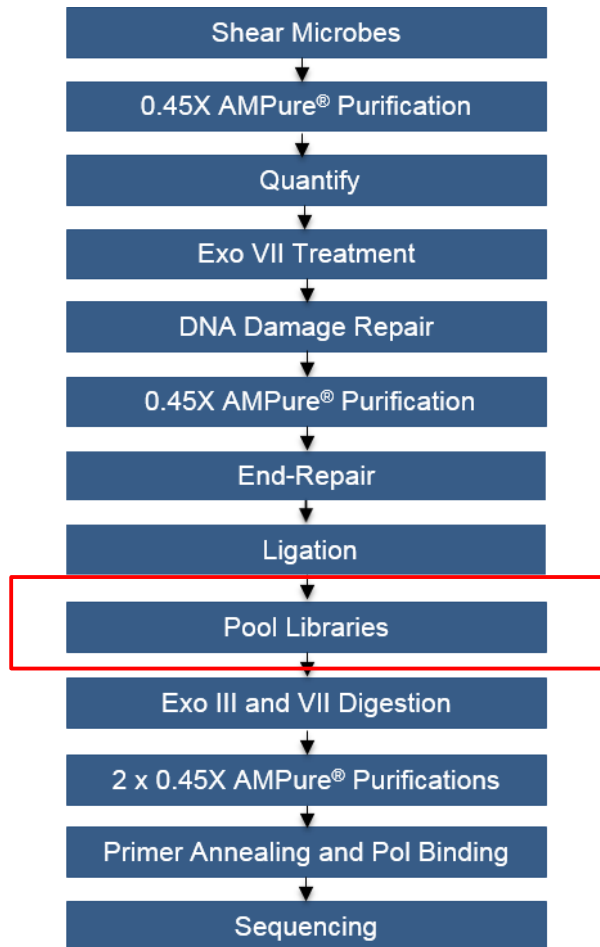 Shear Microbes
0.45X AMPure® Purification
Quantify
Exo VII Treatment
DNA Damage Repair
0.45X AMPure® Purification
End-Repair
Ligation
Pool Libraries
Exo III and VII Digestion
2 x 0.45X AMPure® Purifications
Primer Annealing and Pol Binding
Sequencing